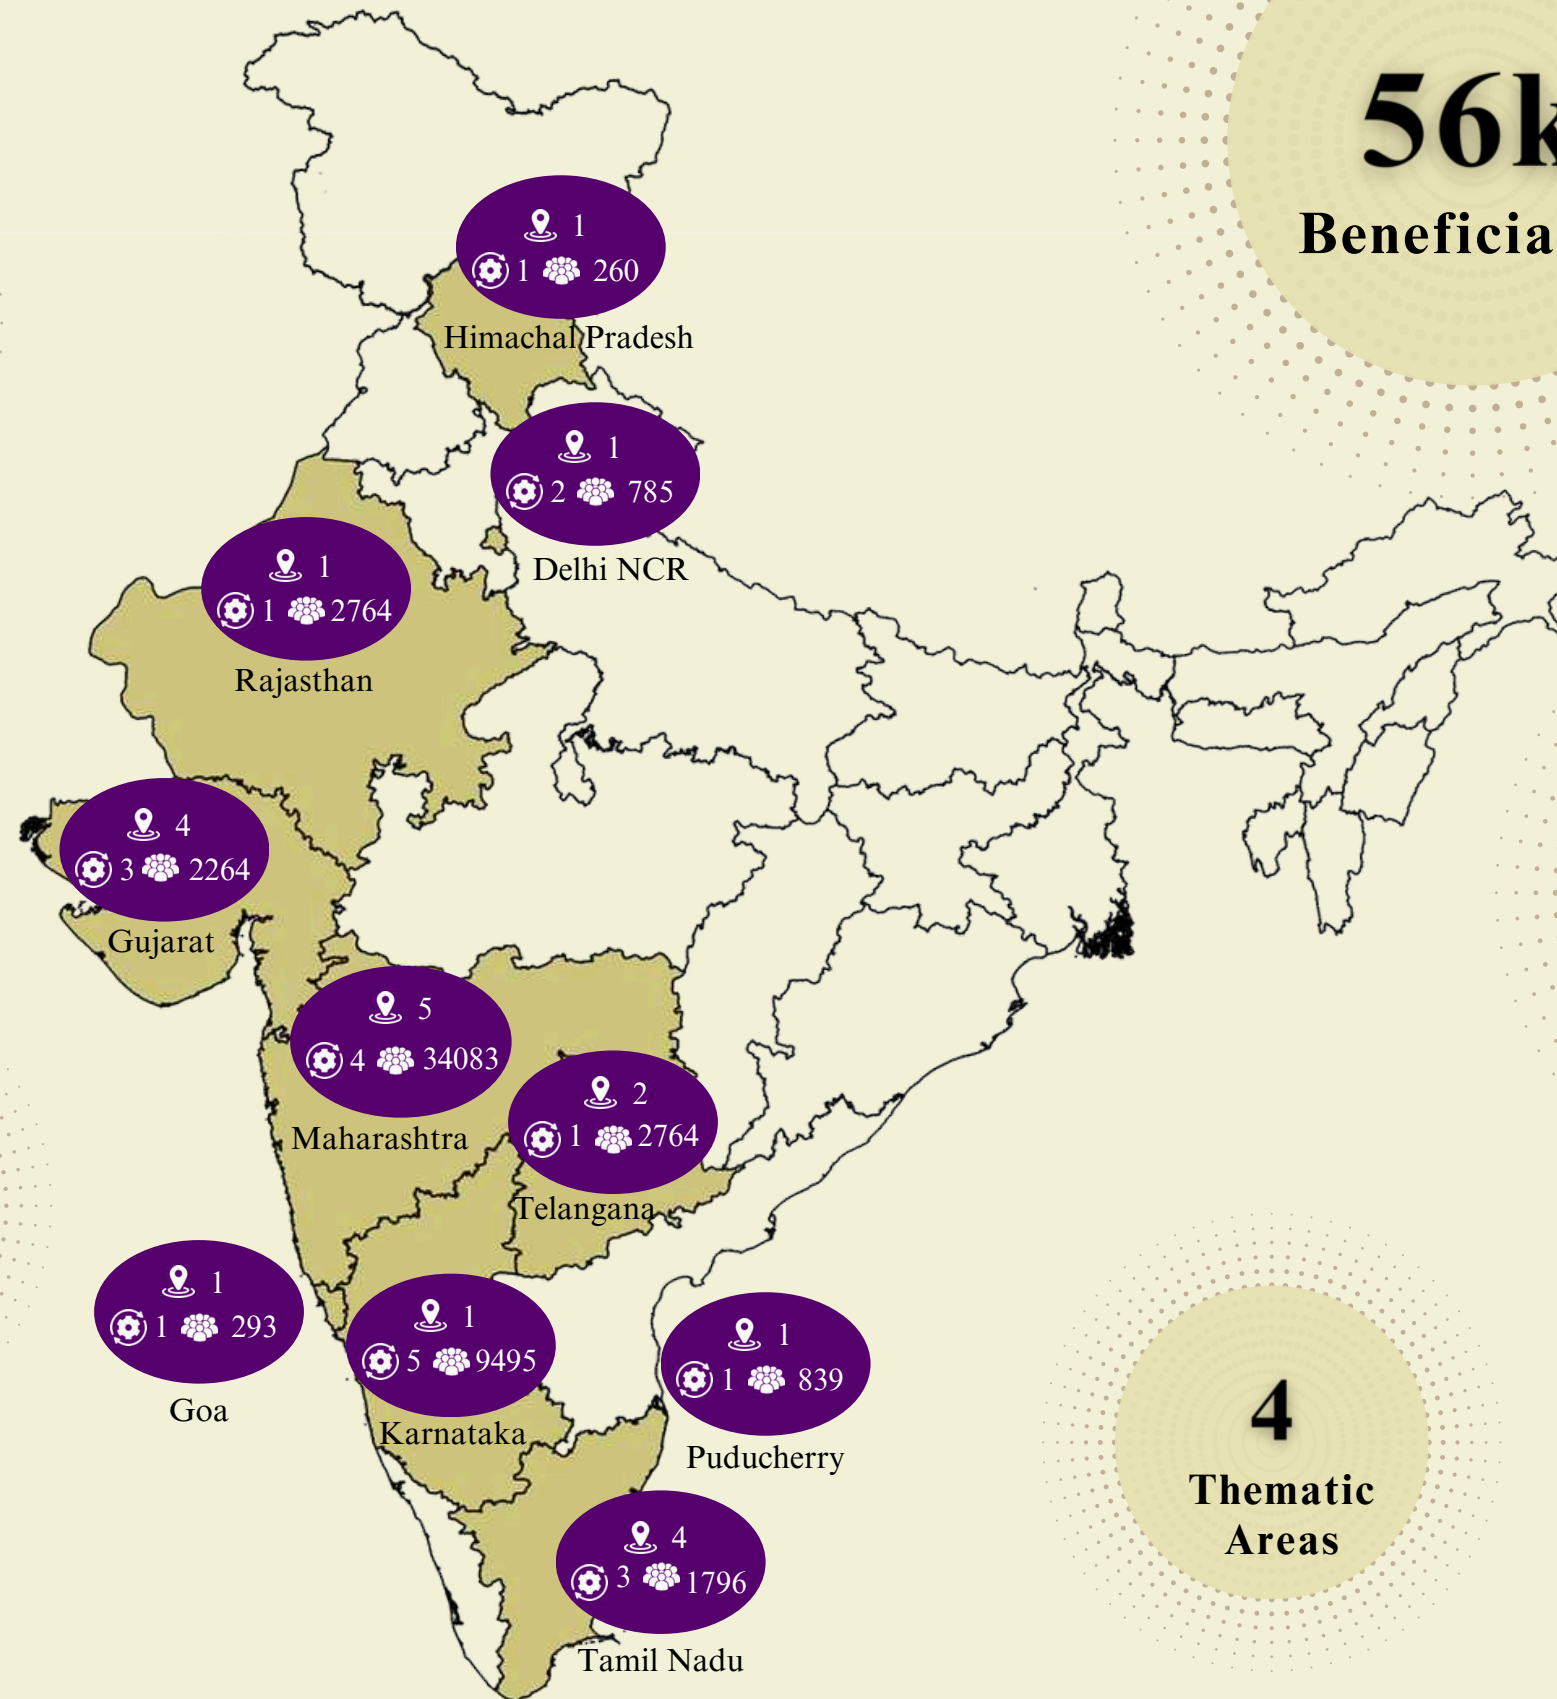 56k
Beneficia
1
1 260
Himachal Pradesh
1
2 785
Delhi NCR
1
1 2764
Rajasthan
4
3 2264
Gujarat
5
4 34083
Maharashtra
2
1 2764
Telangana
1
1 293
Goa
1
5 9495
Karnataka
1
1 839
Puducherry
4
3 1796
Tamil Nadu
4
Thematic
Areas